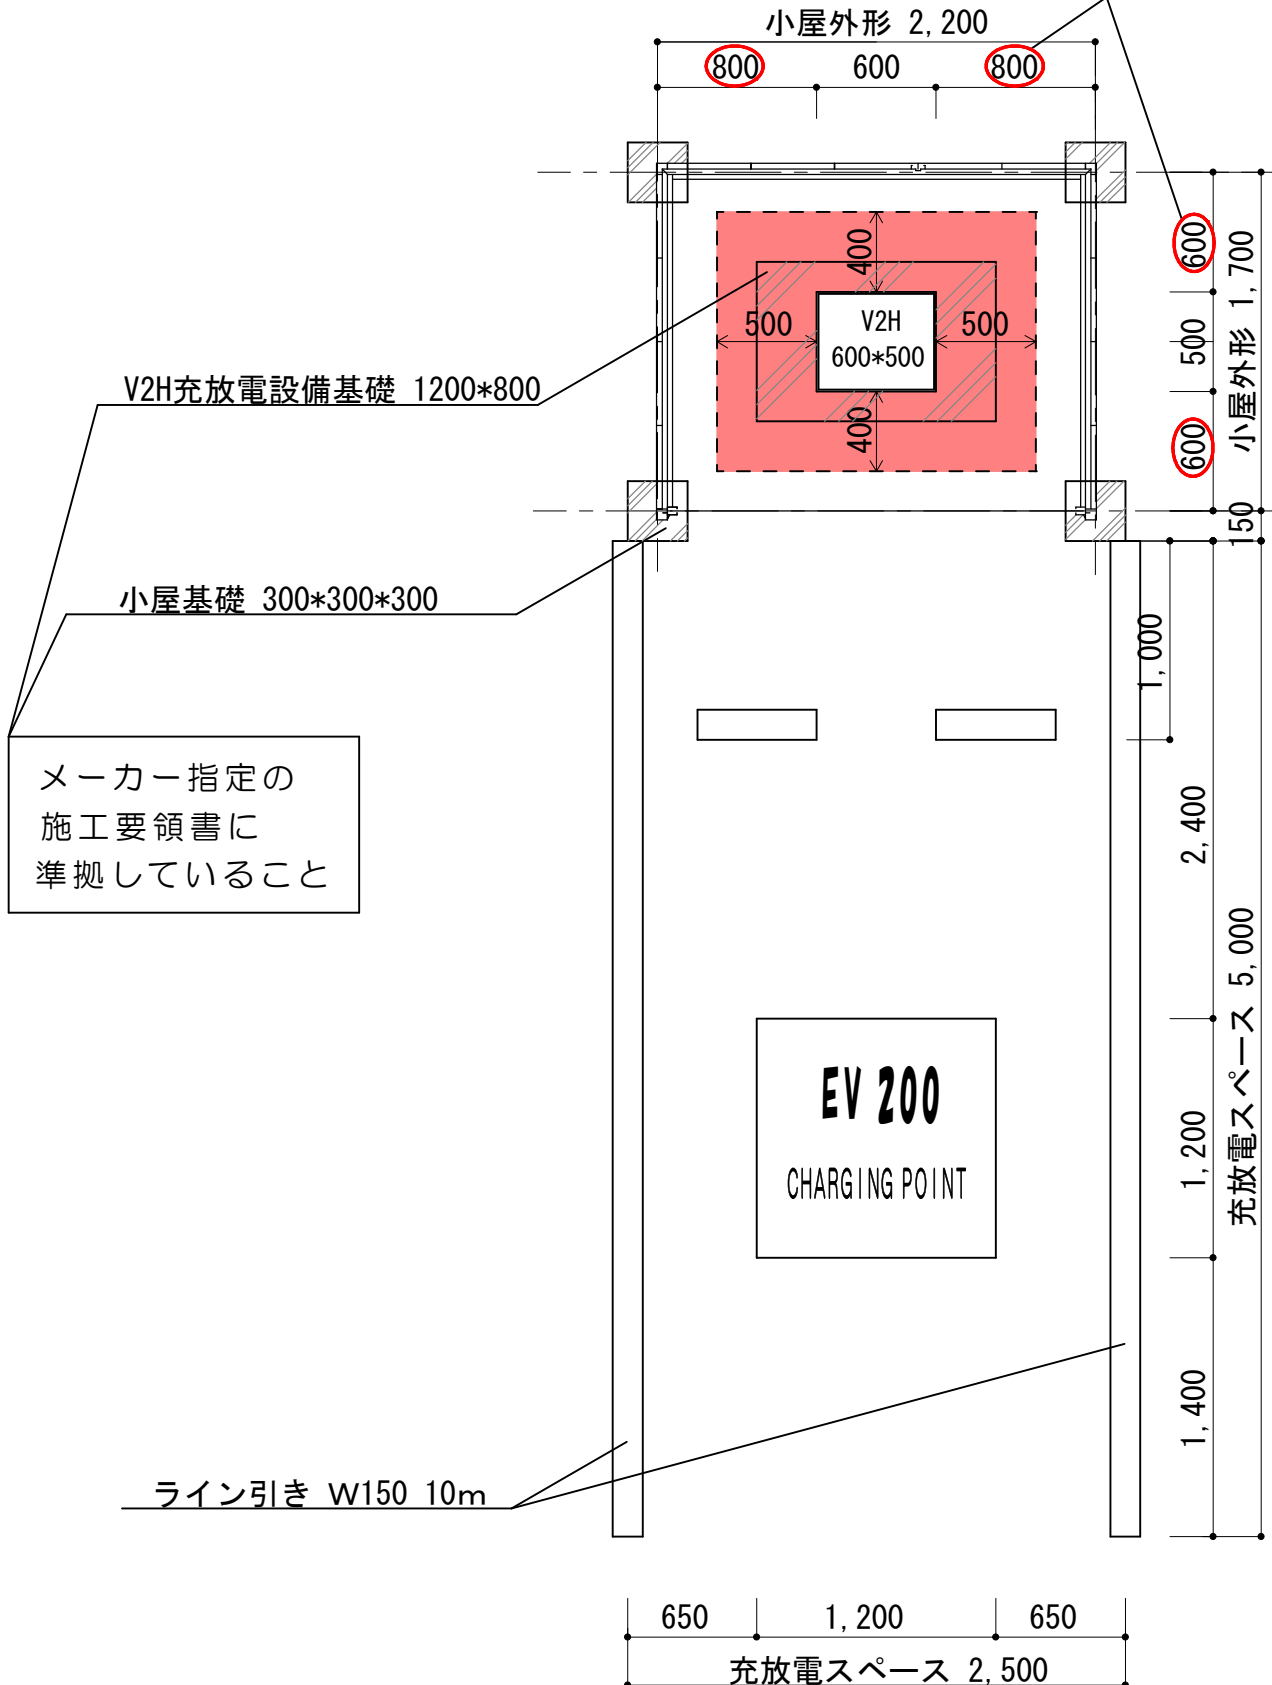 小屋外形 2,200
800
600
800
600
500
600
小屋外形 1,700
150
400
500
V2H
600*500
500
400
V2H充放電設備基礎 1200*800
小屋基礎 300*300*300
メーカー指定の
施工要領書に
準拠していること
1,000
2,400
1,200
1,400
充放電スペース 5,000
EV 200
CHARGING POINT
ライン引き W150 10m
650
1,200
650
充放電スペース 2,500